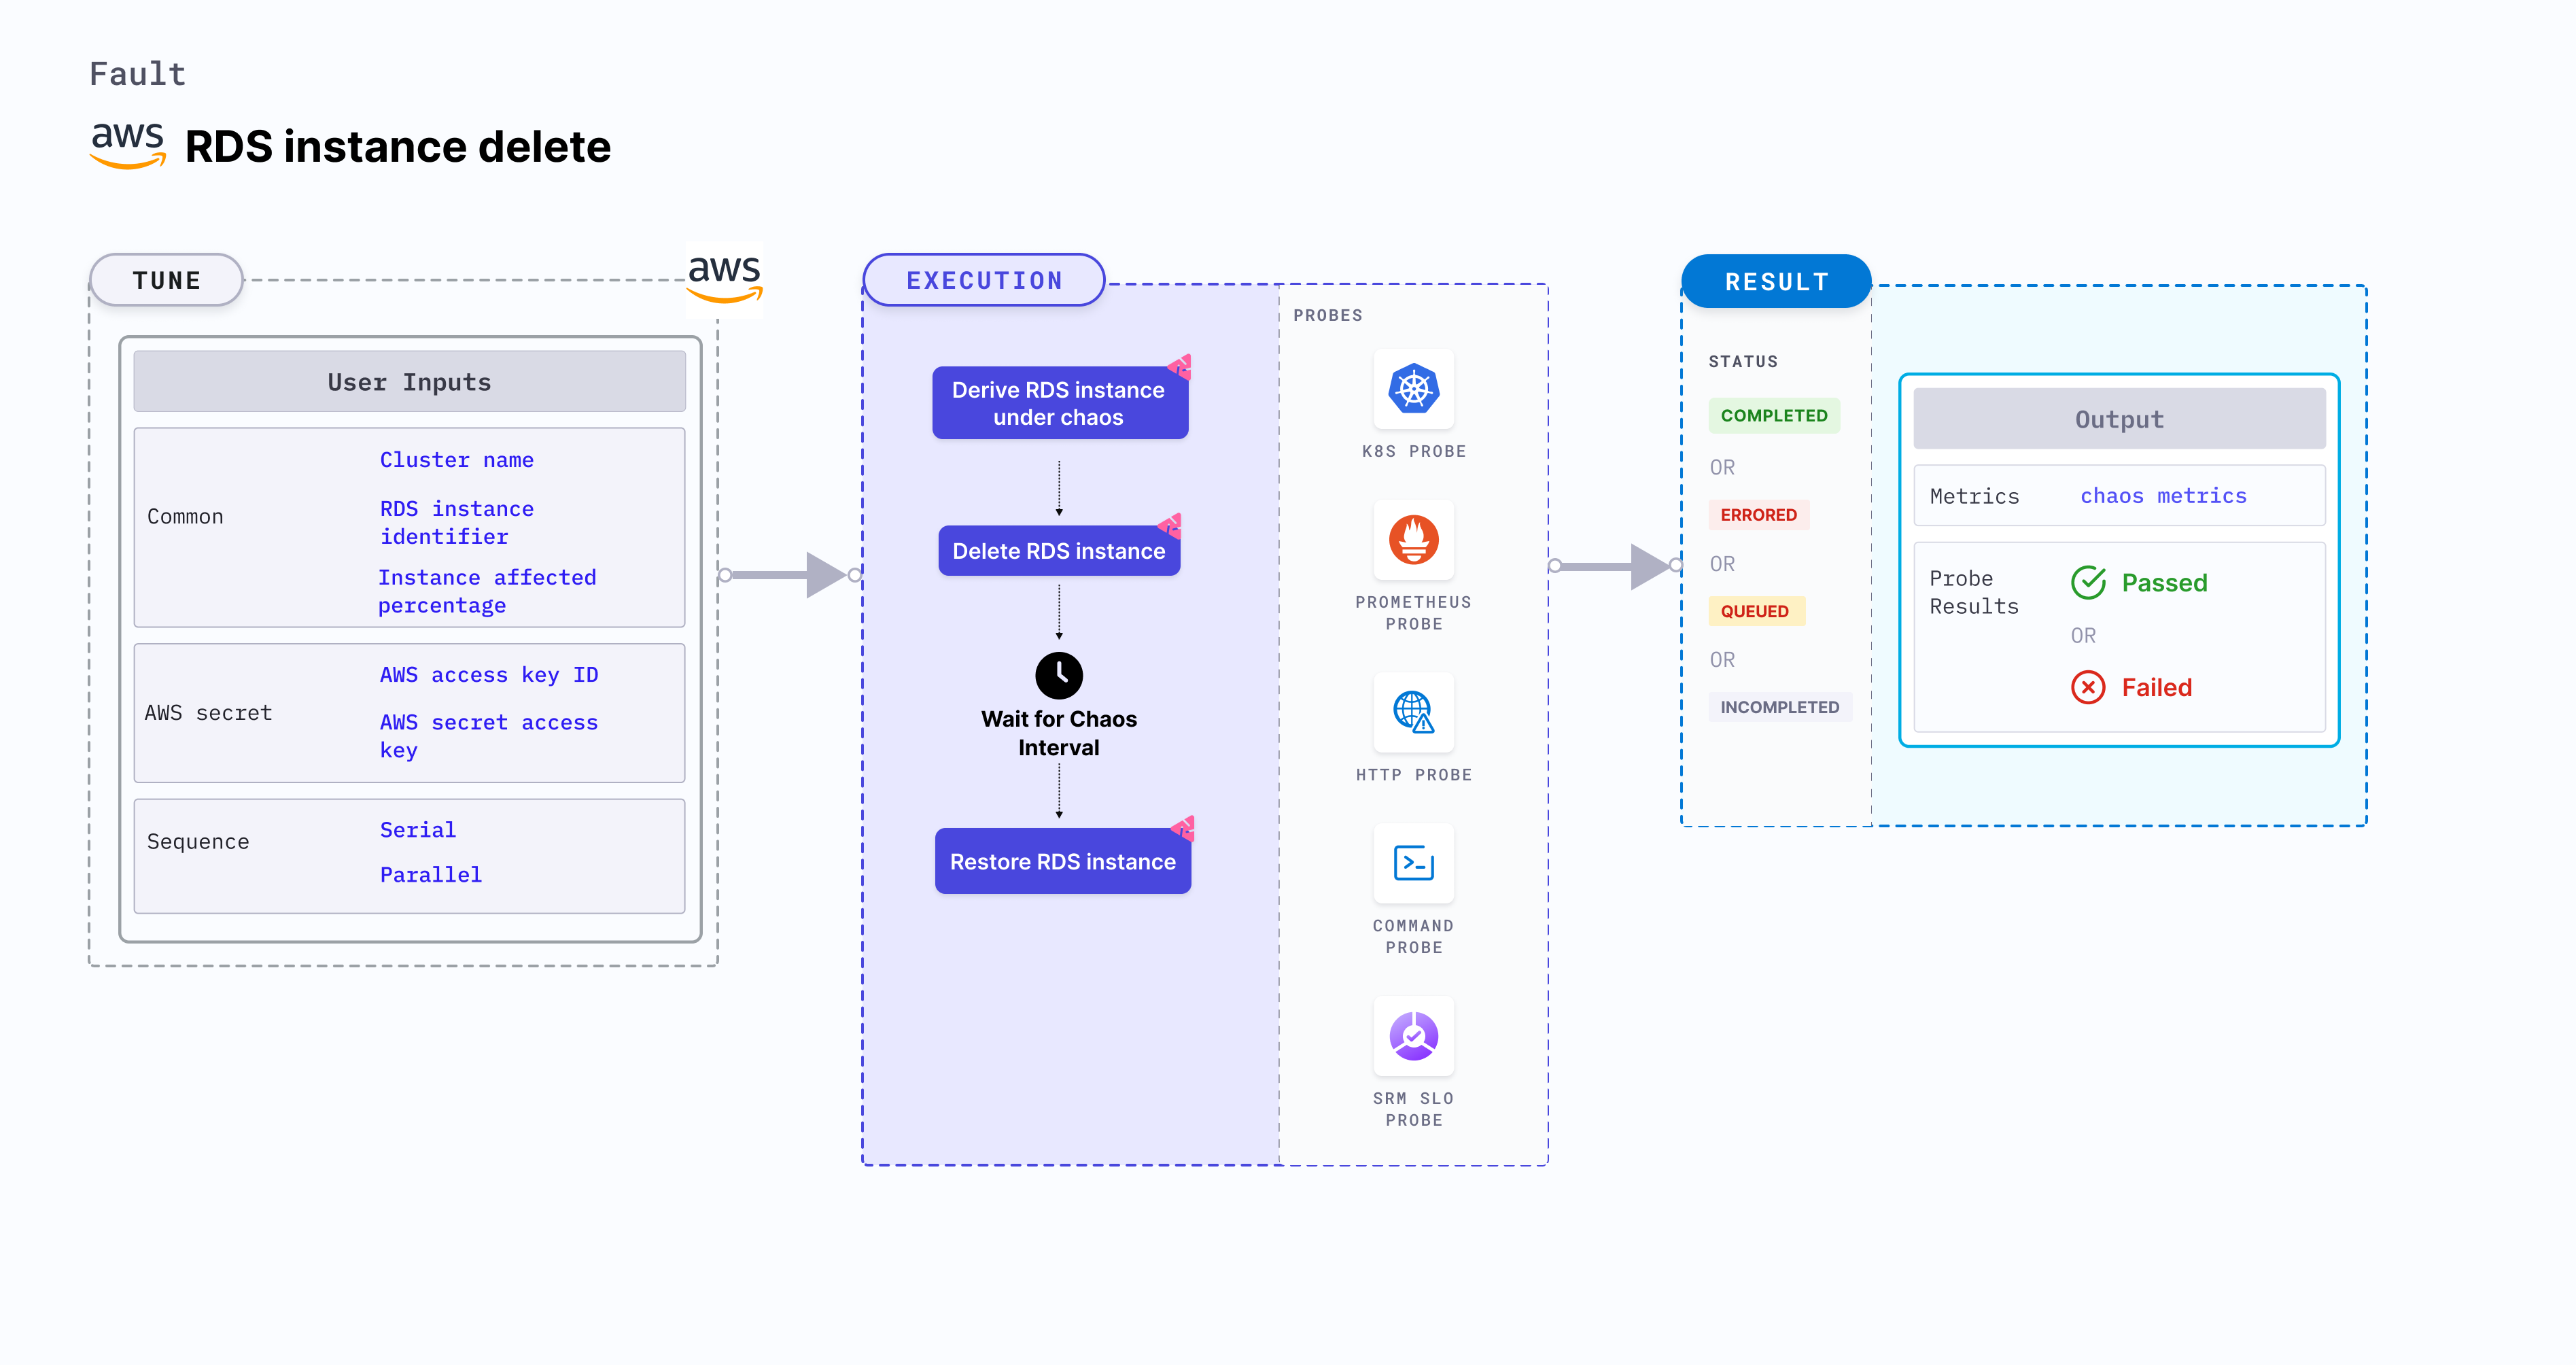 Fault
aws RDS instance delete
TUNE
aws
User Inputs
Common
Cluster name
RDS instance
identifier
Instance affected
percentage
AWS secret
AWS access key ID
AWS secret access
key
Sequence
Serial
Parallel
EXECUTION
Derive RDS instance
under chaos
Delete RDS instance
Wait for Chaos
Interval
Restore RDS instance
PROBES
K8S PROBE
PROMETHEUS
PROBE
HTTP PROBE
COMMAND
PROBE
SRM SLO
PROBE
RESULT
STATUS
COMPLETED
OR
ERRORED
OR
QUEUED
OR
INCOMPLETED
Output
Metrics
chaos metrics
Probe
Results
Passed
OR
Failed